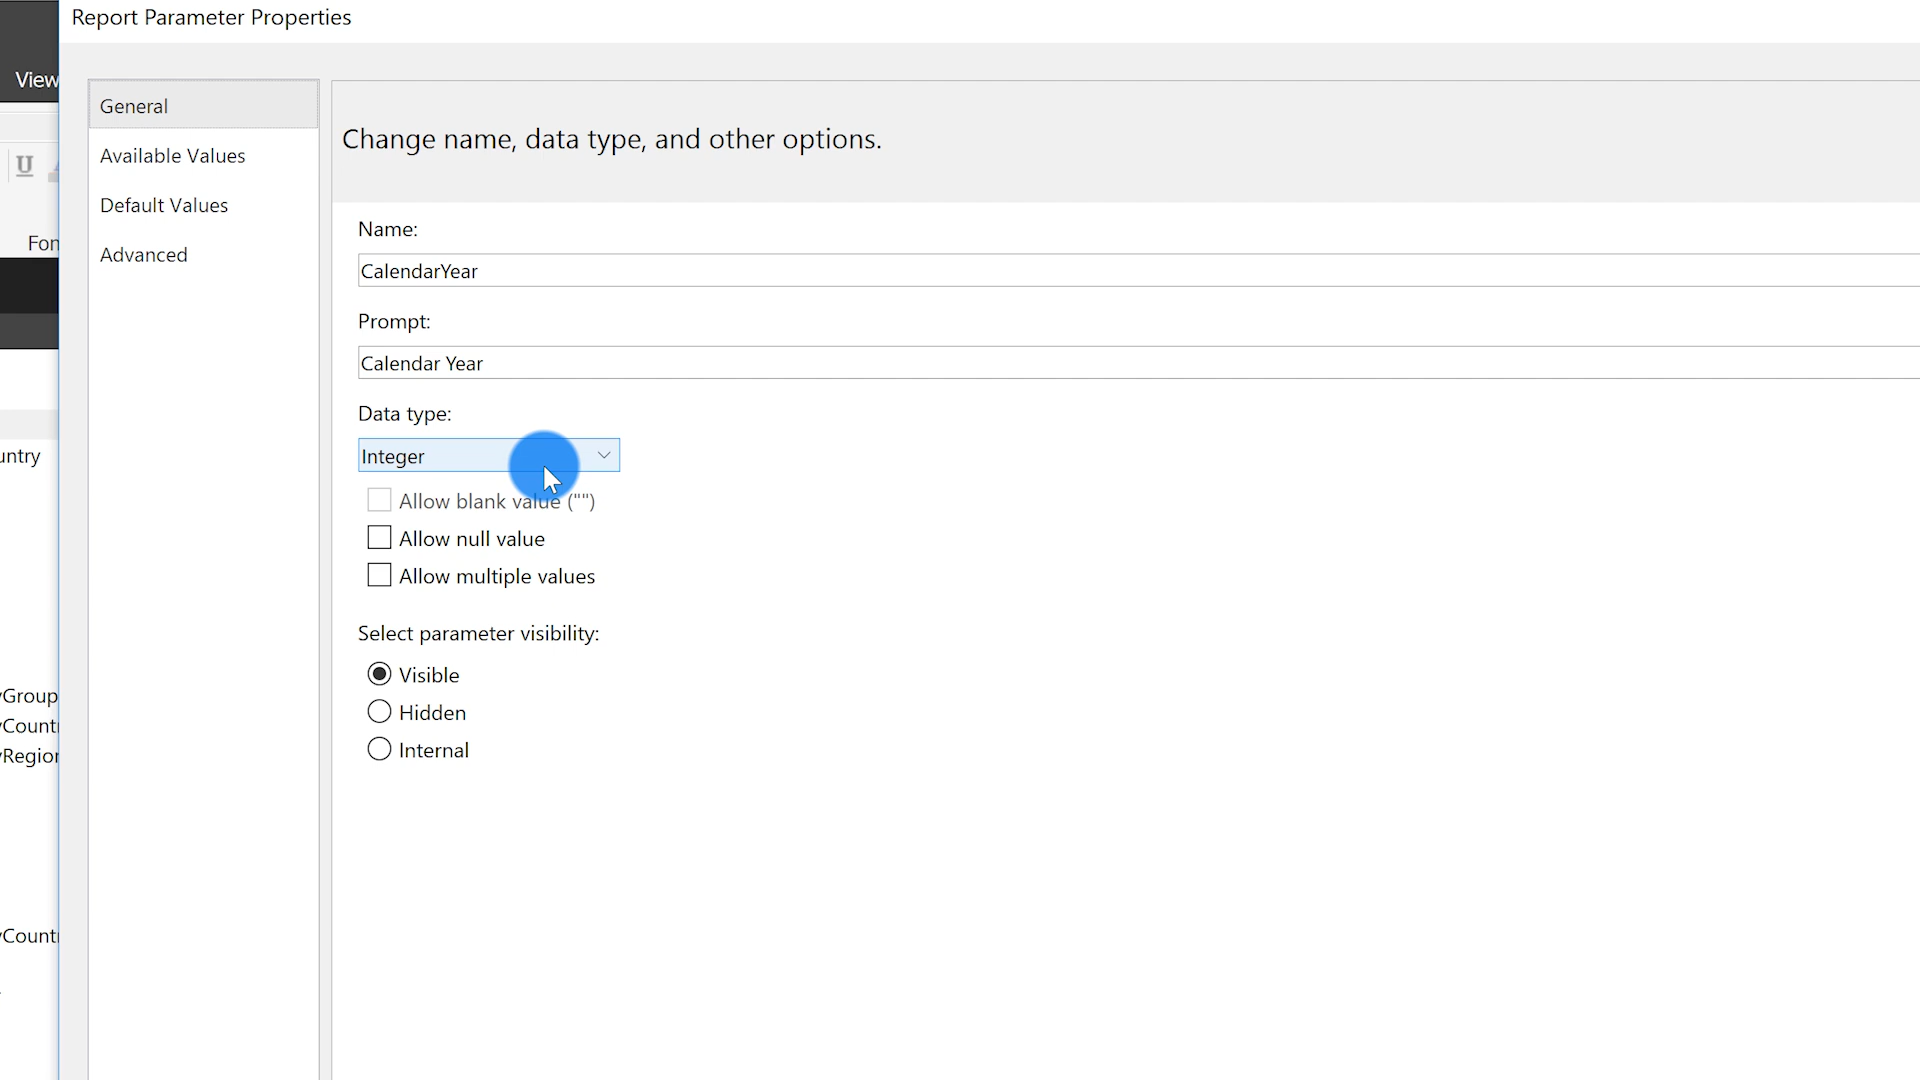 Report Parameter Properties
View
General
Available Values
Default Values
Advanced
U
Change name, data type, and other options.
Name:
CalendarYear
Prompt:
Calendar Year
Data type:
Integer
Allow blank value ("")
Allow null value
Allow multiple values
Select parameter visibility:
Visible
Hidden
Internal